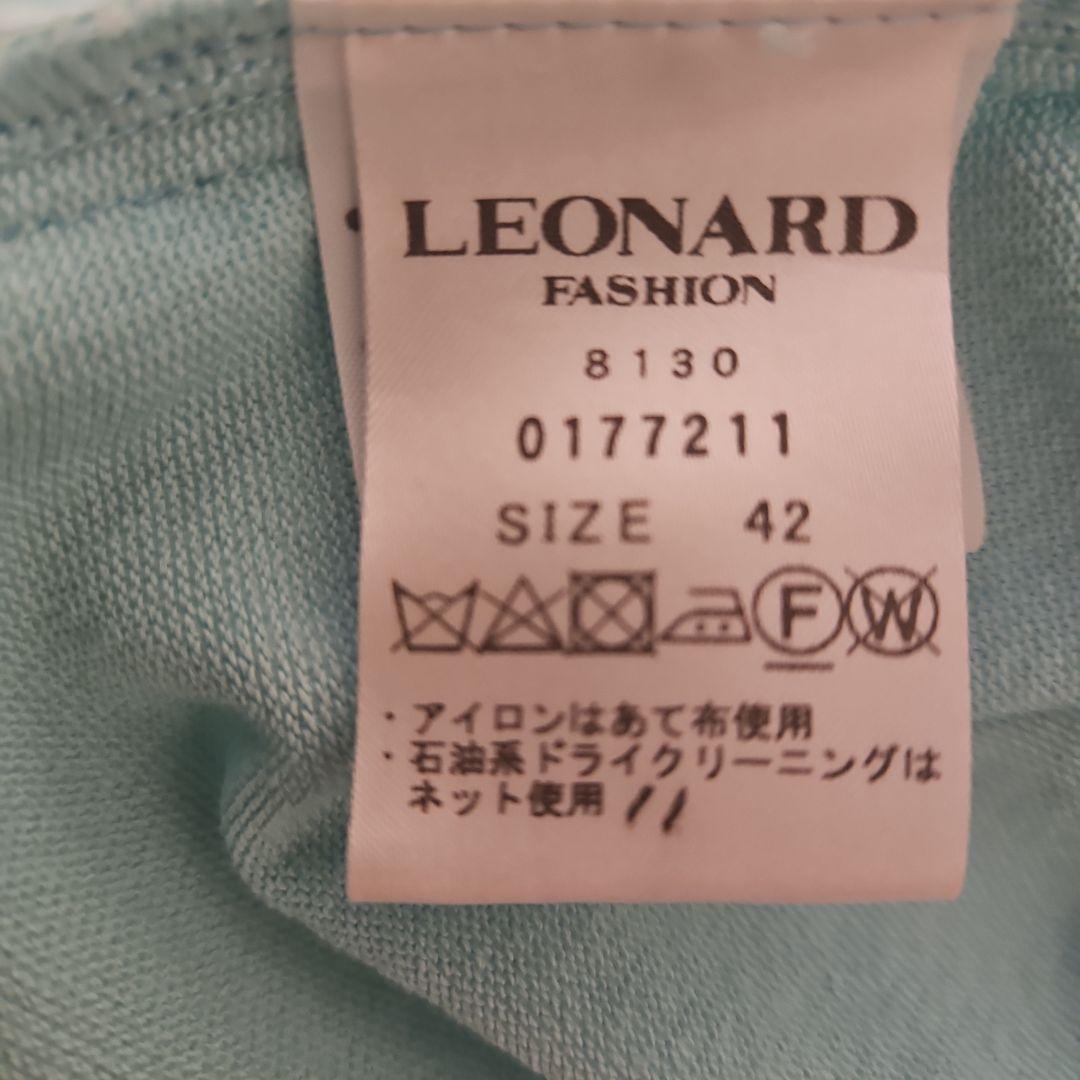 LEONARD
FASHION
8130
0177211
SIZE 42
F W
・アイロンはあて布使用
・石油系ドライクリーニングは
ネット使用 11